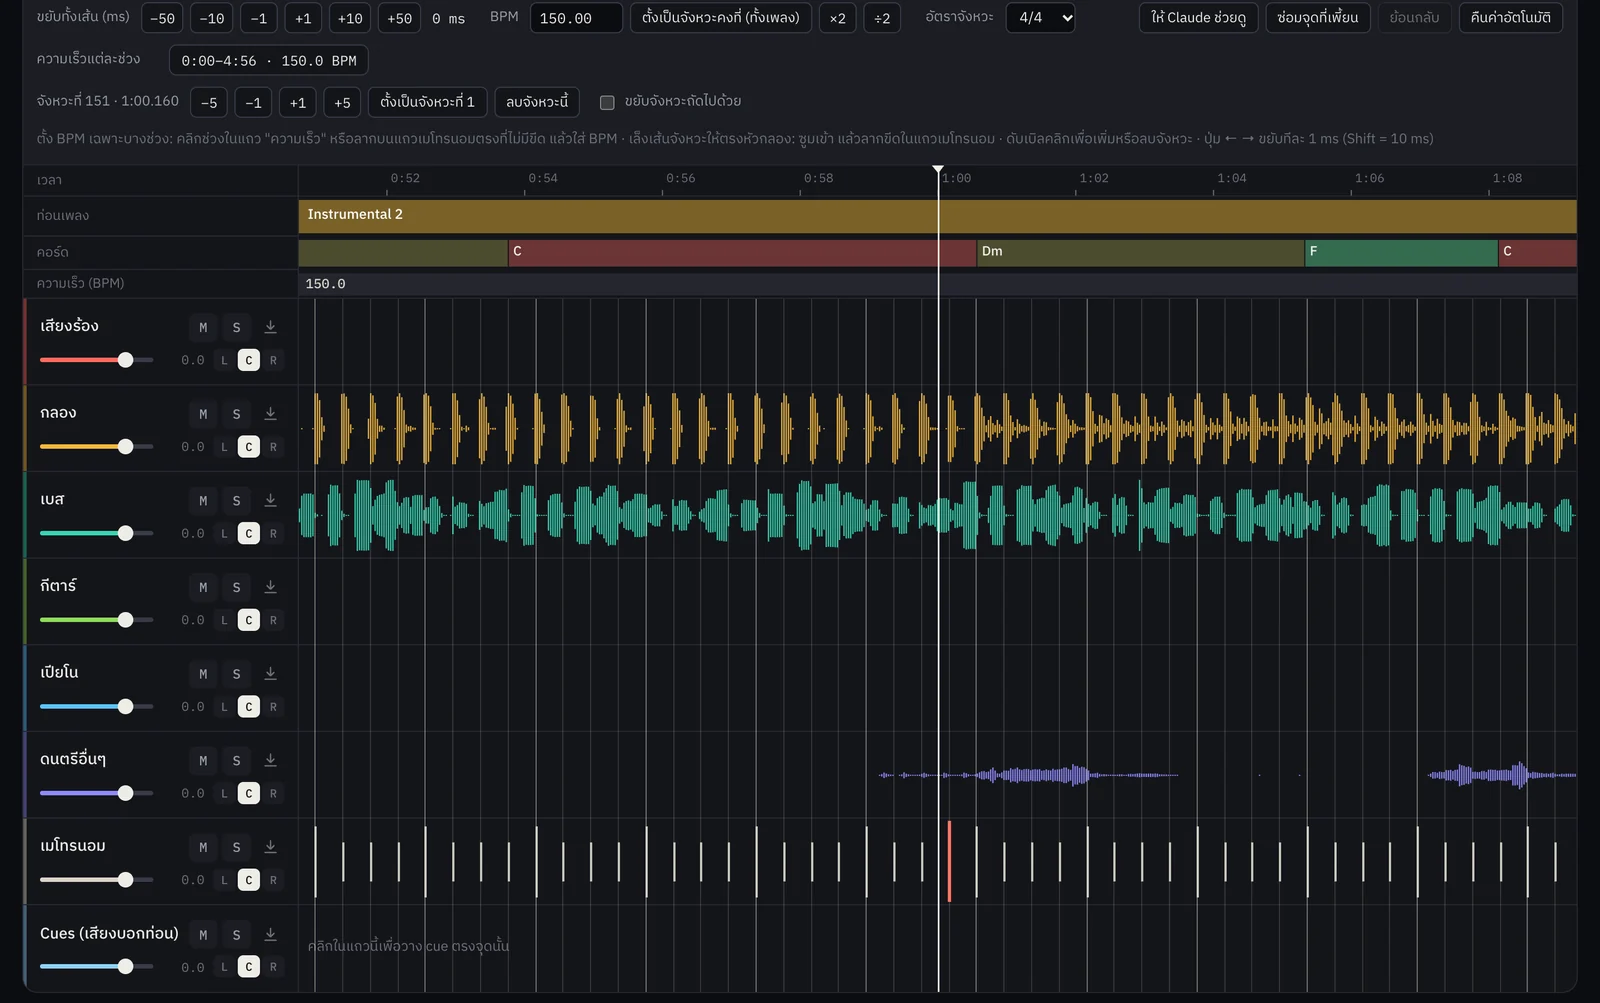 ขยับทั้งเส้น (ms) −50 −10 −1 +1 +10 +50 0 ms BPM 150.00 ตั้งเป็นจังหวะคงที่ (ทั้งเพลง) ×2 ÷2 อัตราจังหวะ 4/4 ให้ Claude ช่วยดู ซ่อมจุดที่เพี้ยน ย้อนกลับ คืนค่าอัตโนมัติ
ความเร็วแต่ละช่วง 0:00–4:56 · 150.0 BPM
จังหวะที่ 151 · 1:00.160 −5 −1 +1 +5 ตั้งเป็นจังหวะที่ 1 ลบจังหวะนี้ ขยับจังหวะถัดไปด้วย
ตั้ง BPM เฉพาะบางช่วง: คลิกช่วงในแถว "ความเร็ว" หรือลากบนแถวเมโทรนอมตรงที่ไม่มีขีด แล้วใส่ BPM · เล็งเส้นจังหวะให้ตรงหัวกลอง: ซูมเข้า แล้วลากขีดในแถวเมโทรนอม · ดับเบิลคลิกเพื่อเพิ่มหรือลบจังหวะ · ปุ่ม ← → ขยับทีละ 1 ms (Shift = 10 ms)
เวลา 0:52 0:54 0:56 0:58 1:00 1:02 1:04 1:06 1:08
ท่อนเพลง Instrumental 2
คอร์ด C Dm F C
ความเร็ว (BPM) 150.0
เสียงร้อง M S
0.0 L C R
กลอง M S
0.0 L C R
เบส M S
0.0 L C R
กีตาร์ M S
0.0 L C R
เปียโน M S
0.0 L C R
ดนตรีอื่นๆ M S
0.0 L C R
เมโทรนอม M S
0.0 L C R
Cues (เสียงบอกท่อน) M S
คลิกในแถวนี้เพื่อวาง cue ตรงจุดนั้น
0.0 L C R